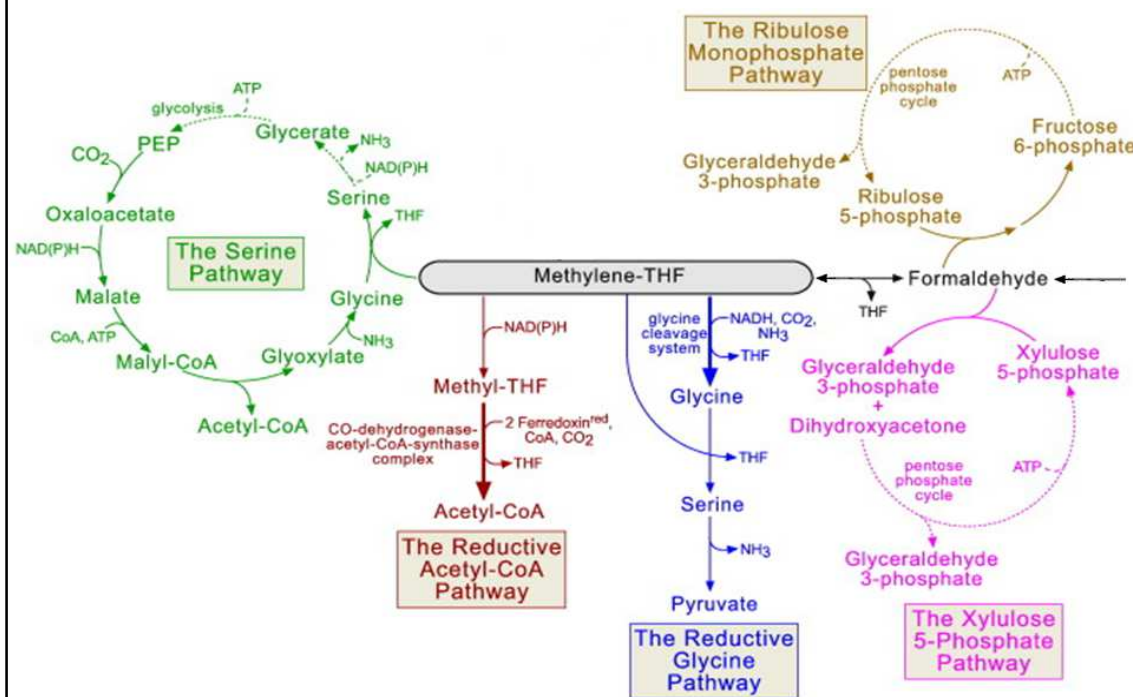 The Ribulose
Monophosphate
Pathway
pentose
phosphate
cycle
ATP
Fructose
6-phosphate
Glyceraldehyde
3-phosphate
Ribulose
5-phosphate
ATP
glycolysis
Glycerate
PEP
NH3
NAD(P)H
CO2
Serine
Oxaloacetate
THF
NAD(P)H
The Serine
Pathway
Malate
Glycine
CoA, ATP
NH3
Malyl-CoA
Glyoxylate
Acetyl-CoA
Methylene-THF
Formaldehyde
THF
NAD(P)H
Methyl-THF
CO-dehydrogenase-
acetyl-CoA-synthase
complex
2 Ferredoxinred,
CoA, CO2
THF
Acetyl-CoA
The Reductive
Acetyl-CoA
Pathway
glycine
cleavage
system
NADH, CO2,
NH3
THF
Glycine
THF
Serine
NH3
Pyruvate
The Reductive
Glycine
Pathway
Glyceraldehyde
3-phosphate
+
Dihydroxyacetone
Xylulose
5-phosphate
pentose
phosphate
cycle
ATP
Glyceraldehyde
3-phosphate
The Xylulose
5-Phosphate
Pathway